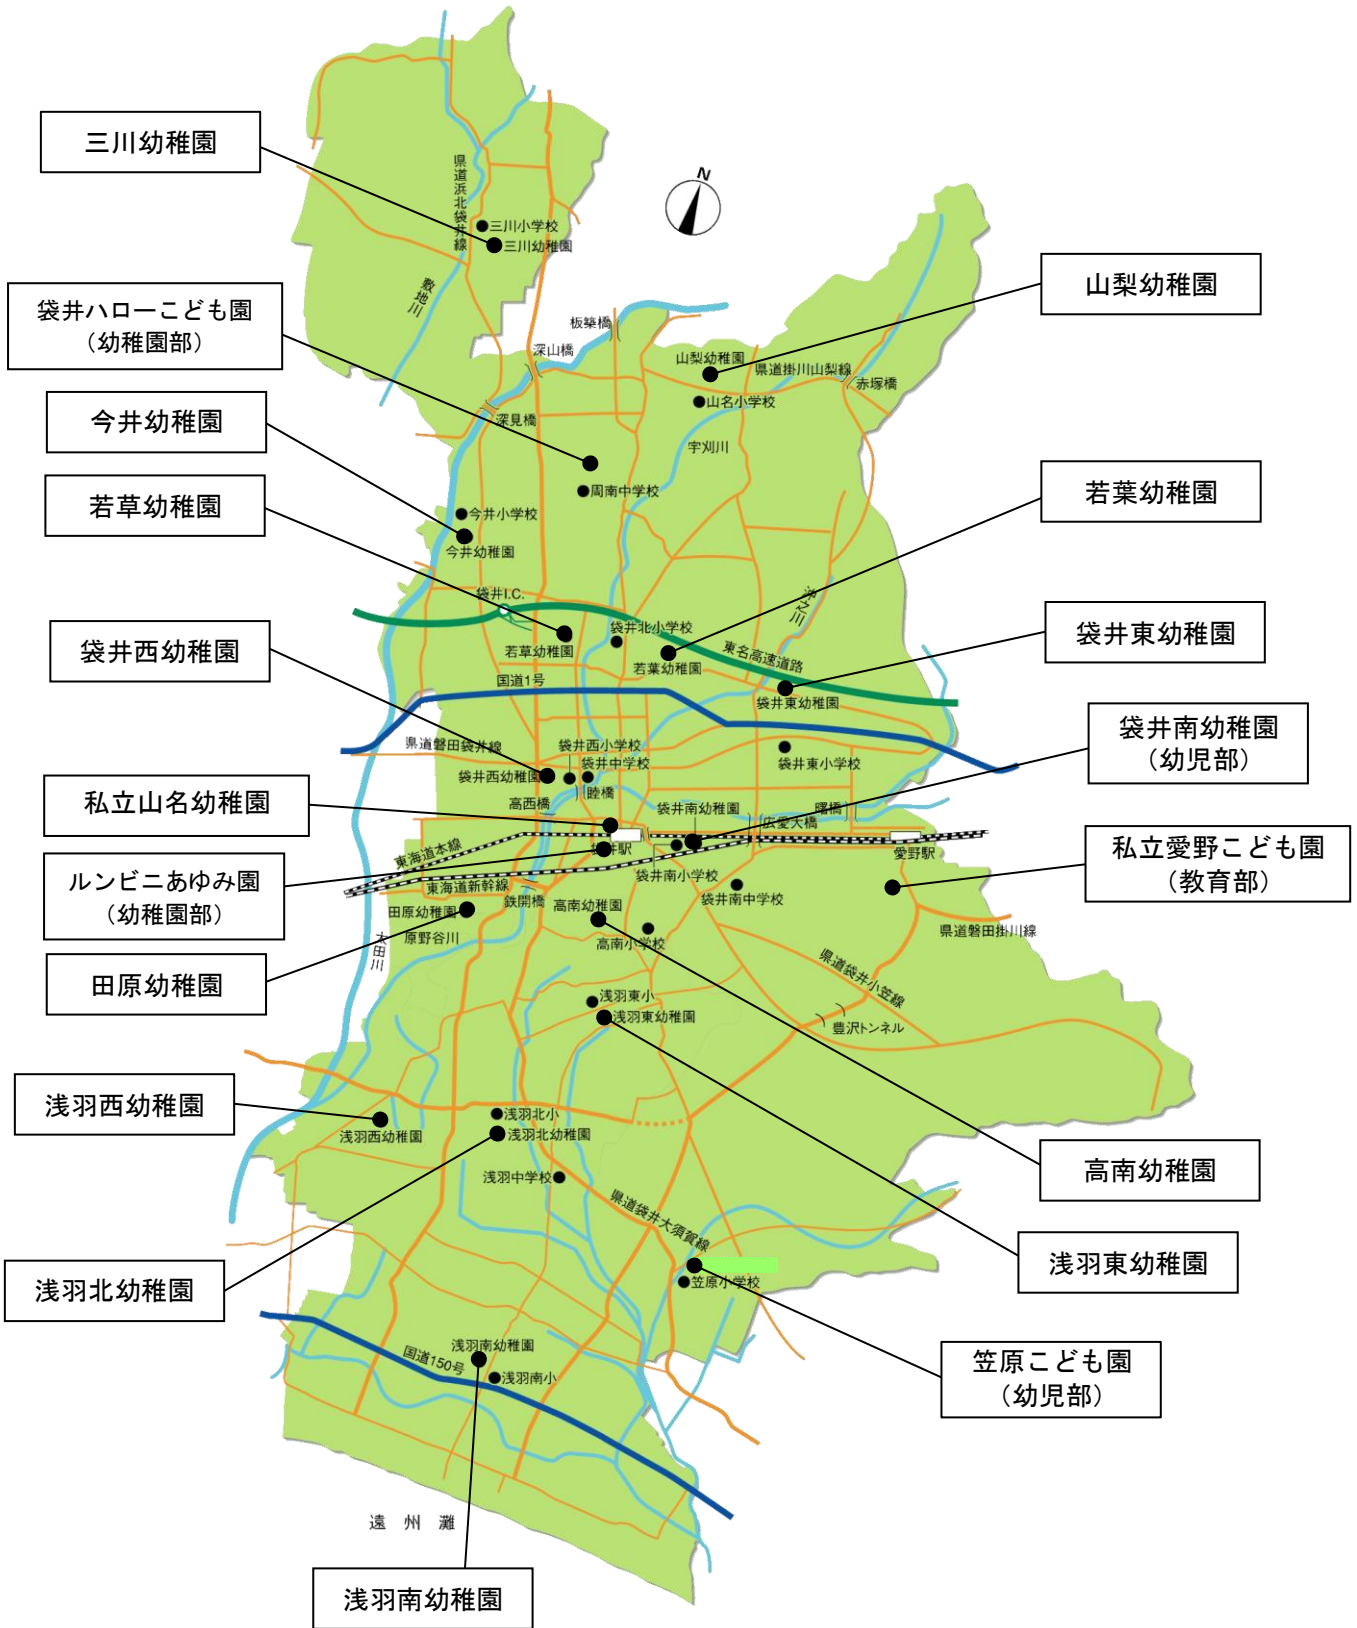 三川幼稚園
N
県道浜北袋井線
三川小学校
三川幼稚園
敷地川
山梨幼稚園
袋井ハローこども園
(幼稚園部)
板築橋
深山橋
山梨幼稚園
県道掛川山梨線
赤塚橋
山名小学校
深見橋
今井幼稚園
宇刈川
若葉幼稚園
若草幼稚園
周南中学校
今井小学校
今井幼稚園
袋井I.C.
沖之川
袋井東幼稚園
袋井北小学校
袋井西幼稚園
若草幼稚園
若葉幼稚園
東名高速道路
国道1号
袋井東幼稚園
袋井南幼稚園
(幼児部)
県道磐田袋井線
袋井西小学校
袋井中学校
袋井東小学校
袋井西幼稚園
睦橋
私立山名幼稚園
高西橋
袋井南幼稚園
曙橋
広愛大橋
東海道本線
袋井駅
愛野駅
私立愛野こども園
(教育部)
ルンビニあゆみ園
(幼稚園部)
東海道新幹線
袋井南小学校
鉄開橋
袋井南中学校
田原幼稚園
高南幼稚園
県道磐田掛川線
原野谷川
太田川
高南小学校
田原幼稚園
県道袋井小笠線
浅羽東小
浅羽東幼稚園
豊沢トンネル
浅羽西幼稚園
浅羽北小
浅羽西幼稚園
浅羽北幼稚園
高南幼稚園
浅羽中学校
県道袋井大須賀線
浅羽東幼稚園
浅羽北幼稚園
笠原小学校
浅羽南幼稚園
国道150号
浅羽南小
笠原こども園
(幼児部)
遠州灘
浅羽南幼稚園